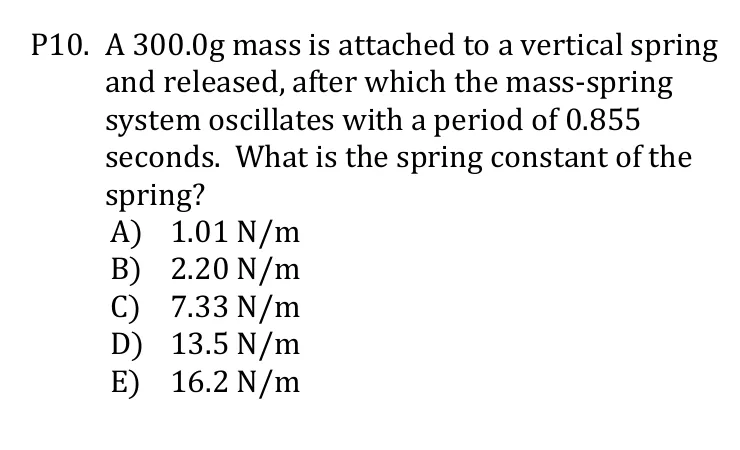 P10. A 300.0g mass is attached to a vertical spring
and released, after which the mass-spring
system oscillates with a period of 0.855
seconds. What is the spring constant of the
spring?
A) 1.01 N/m
B) 2.20 N/m
C) 7.33 N/m
D) 13.5 N/m
E) 16.2 N/m